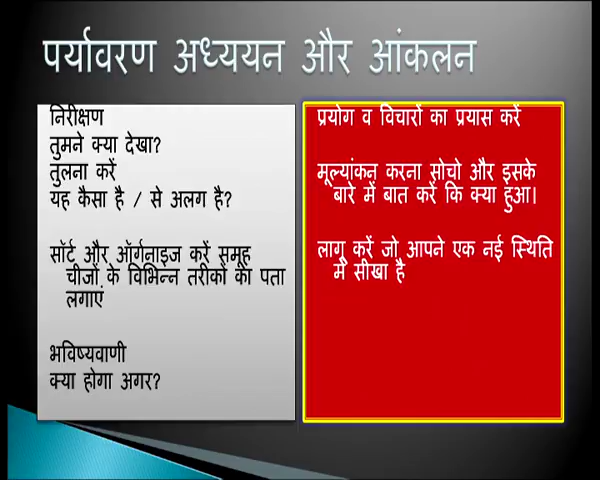 पर्यावरण अध्ययन और आंकलन
निरीक्षण
तुमने क्या देखा?
तुलना करें
यह कैसा है / से अलग है?
सॉर्ट और ऑर्गनाइज करें समूह
चीजों के विभिन्न तरीकों का पता
लगाएं
भविष्यवाणी
क्या होगा अगर?
प्रयोग व विचारों का प्रयास करें
मूल्यांकन करना सोचो और इसके
बारे में बात करें कि क्या हुआ।
लागू करें जो आपने एक नई स्थिति
में सीखा है